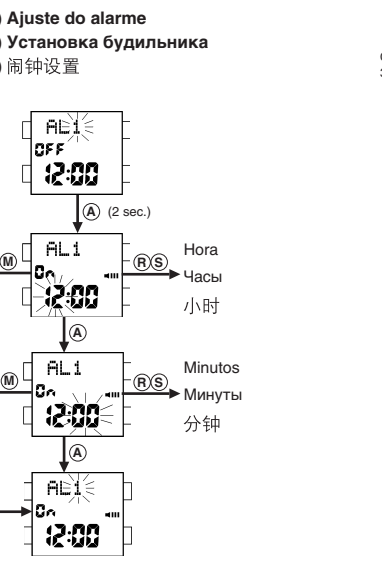 ) Ajuste do alarme
) Установка будильника
) 闹钟设置
AL1
OFF
12:00
A (2 sec.)
AL1
On
12:00
M
R S
Hora
Часы
小时
A
AL1
On
12:00
M
R S
Minutos
Минуты
分钟
A
AL1
On
12:00